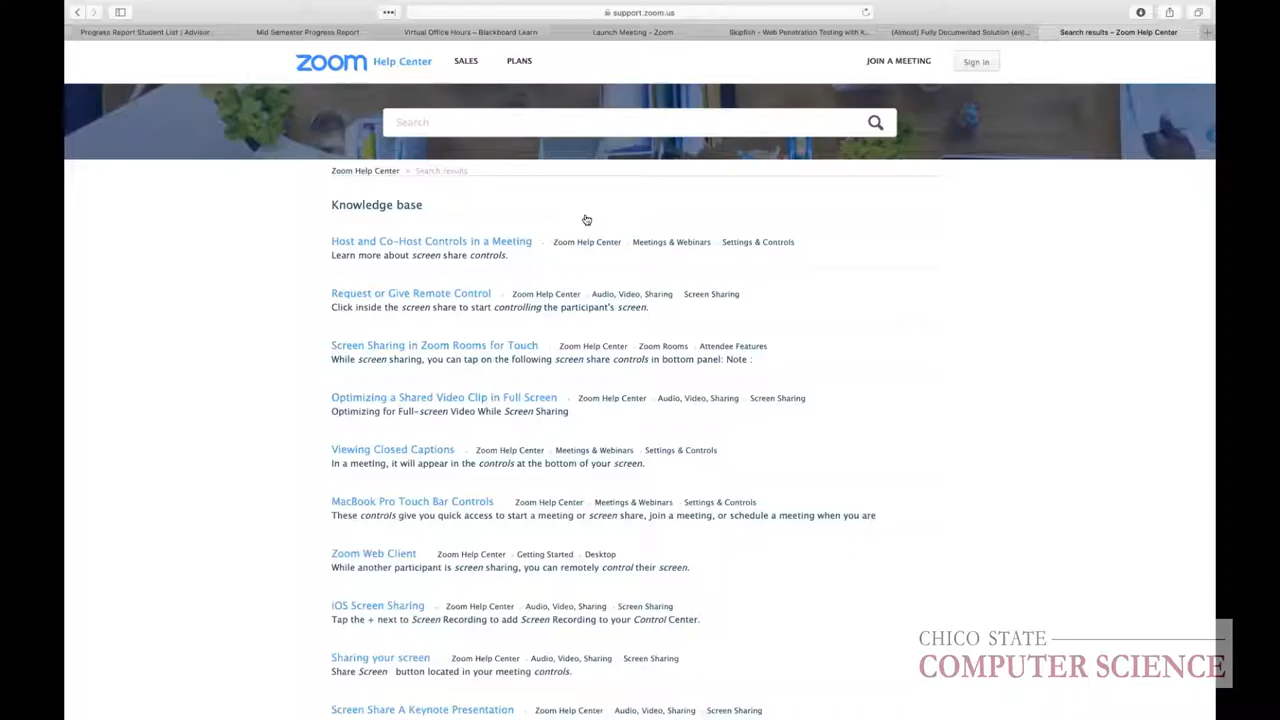 support.zoom.us
Progress Report Student List | Advisor...
Mid Semester Progress Report
Virtual Office Hours – Blackboard Learn
Launch Meeting - Zoom
Skipfish - Web Penetration Testing with K...
(Almost) Fully Documented Solution (en)...
Search results – Zoom Help Center
zoom Help Center SALES PLANS JOIN A MEETING Sign in
Search
Zoom Help Center > Search results
Knowledge base
Host and Co-Host Controls in a Meeting Zoom Help Center Meetings & Webinars Settings & Controls
Learn more about screen share controls.
Request or Give Remote Control Zoom Help Center Audio, Video, Sharing Screen Sharing
Click inside the screen share to start controlling the participant's screen.
Screen Sharing in Zoom Rooms for Touch Zoom Help Center Zoom Rooms Attendee Features
While screen sharing, you can tap on the following screen share controls in bottom panel: Note :
Optimizing a Shared Video Clip in Full Screen Zoom Help Center Audio, Video, Sharing Screen Sharing
Optimizing for Full-screen Video While Screen Sharing
Viewing Closed Captions Zoom Help Center Meetings & Webinars Settings & Controls
In a meeting, it will appear in the controls at the bottom of your screen.
MacBook Pro Touch Bar Controls Zoom Help Center Meetings & Webinars Settings & Controls
These controls give you quick access to start a meeting or screen share, join a meeting, or schedule a meeting when you are
Zoom Web Client Zoom Help Center Getting Started Desktop
While another participant is screen sharing, you can remotely control their screen.
iOS Screen Sharing Zoom Help Center Audio, Video, Sharing Screen Sharing
Tap the + next to Screen Recording to add Screen Recording to your Control Center.
Sharing your screen Zoom Help Center Audio, Video, Sharing Screen Sharing
Share Screen button located in your meeting controls.
Screen Share A Keynote Presentation Zoom Help Center Audio, Video, Sharing Screen Sharing
CHICO STATE
COMPUTER SCIENCE